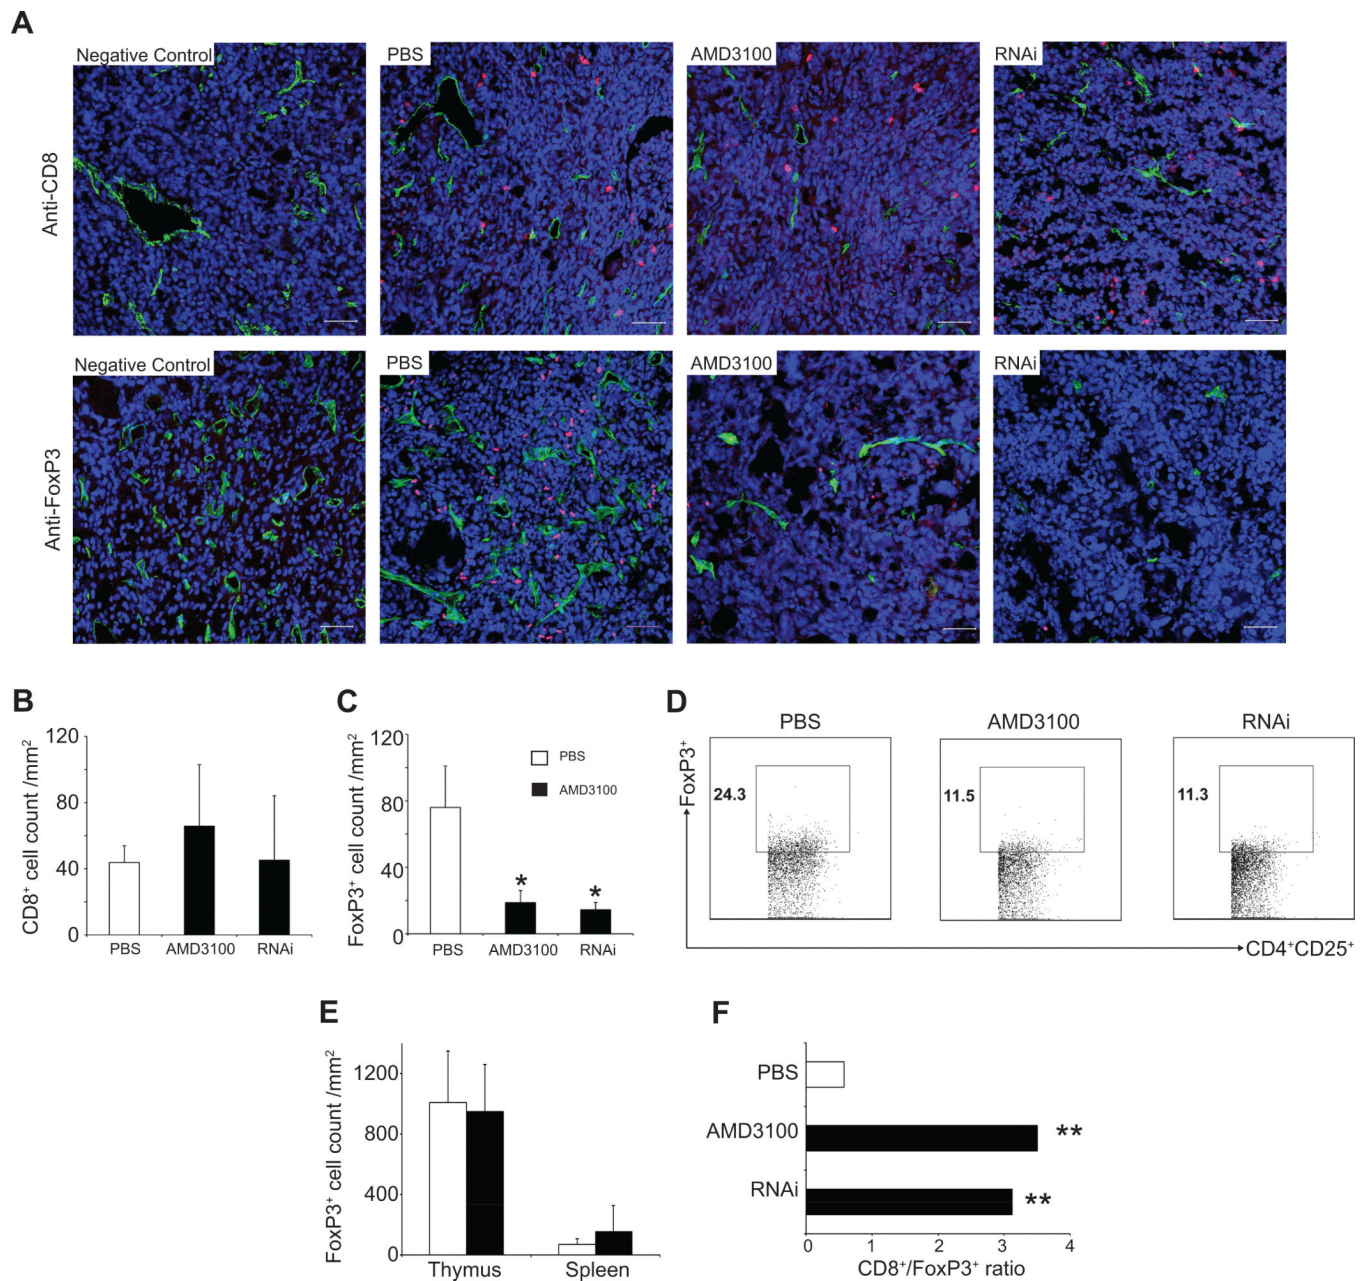 A
Negative Control
PBS
AMD3100
RNAi
Anti-CD8
Negative Control
PBS
AMD3100
RNAi
Anti-FoxP3
B
CD8⁺ cell count /mm²
120
80
40
0
PBS
AMD3100
RNAi
C
FoxP3⁺ cell count /mm²
120
80
40
0
PBS
AMD3100
*
*
PBS
AMD3100
RNAi
D
PBS
AMD3100
RNAi
FoxP3⁺
24.3
11.5
11.3
CD4⁺CD25⁺
E
FoxP3⁺ cell count /mm²
1200
800
400
0
Thymus
Spleen
F
PBS
AMD3100
**
RNAi
**
0 1 2 3 4
CD8⁺/FoxP3⁺ ratio